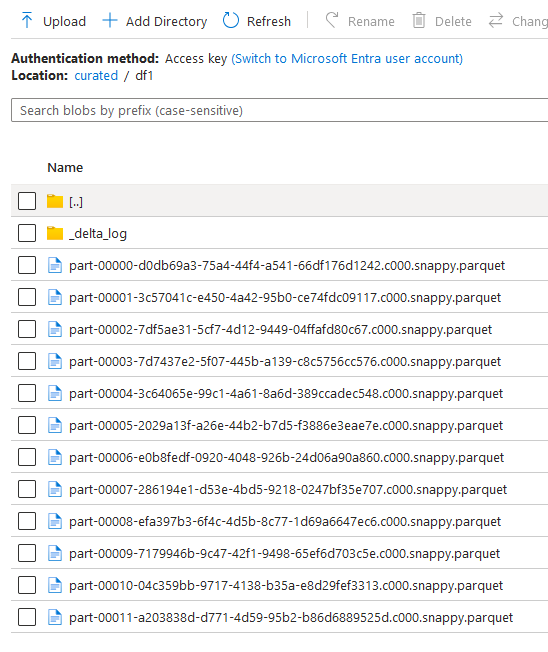 Upload Add Directory Refresh Rename Delete Chang
Authentication method: Access key (Switch to Microsoft Entra user account)
Location: curated / df1
Search blobs by prefix (case-sensitive)
Name
[..]
_delta_log
part-00000-d0db69a3-75a4-44f4-a541-66df176d1242.c000.snappy.parquet
part-00001-3c57041c-e450-4a42-95b0-ce74fdc09117.c000.snappy.parquet
part-00002-7df5ae31-5cf7-4d12-9449-04ffafd80c67.c000.snappy.parquet
part-00003-7d7437e2-5f07-445b-a139-c8c5756cc576.c000.snappy.parquet
part-00004-3c64065e-99c1-4a61-8a6d-389ccadec548.c000.snappy.parquet
part-00005-2029a13f-a26e-44b2-b7d5-f3886e3eae7e.c000.snappy.parquet
part-00006-e0b8fedf-0920-4048-926b-24d06a90a860.c000.snappy.parquet
part-00007-286194e1-d53e-4bd5-9218-0247bf35e707.c000.snappy.parquet
part-00008-efa397b3-6f4c-4d5b-8c77-1d69a6647ec6.c000.snappy.parquet
part-00009-7179946b-9c47-42f1-9498-65ef6d703c5e.c000.snappy.parquet
part-00010-04c359bb-9717-4138-b35a-e8d29fef3313.c000.snappy.parquet
part-00011-a203838d-d771-4d59-95b2-b86d6889525d.c000.snappy.parquet